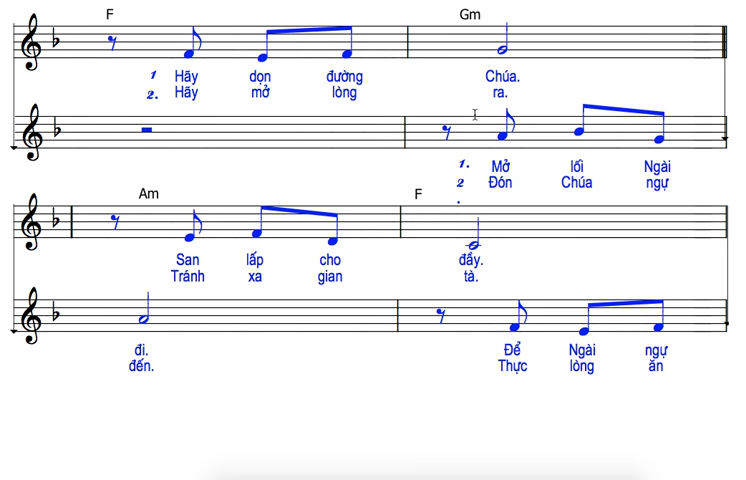 F Gm
1 Hãy dọn đường Chúa.
2. Hãy mở lòng ra.
1. Mở lối Ngài
2 Đón Chúa ngự
.
Am F
San lấp cho đầy.
Tránh xa gian tà.
đi. Để Ngài ngự
đến. Thực lòng ăn